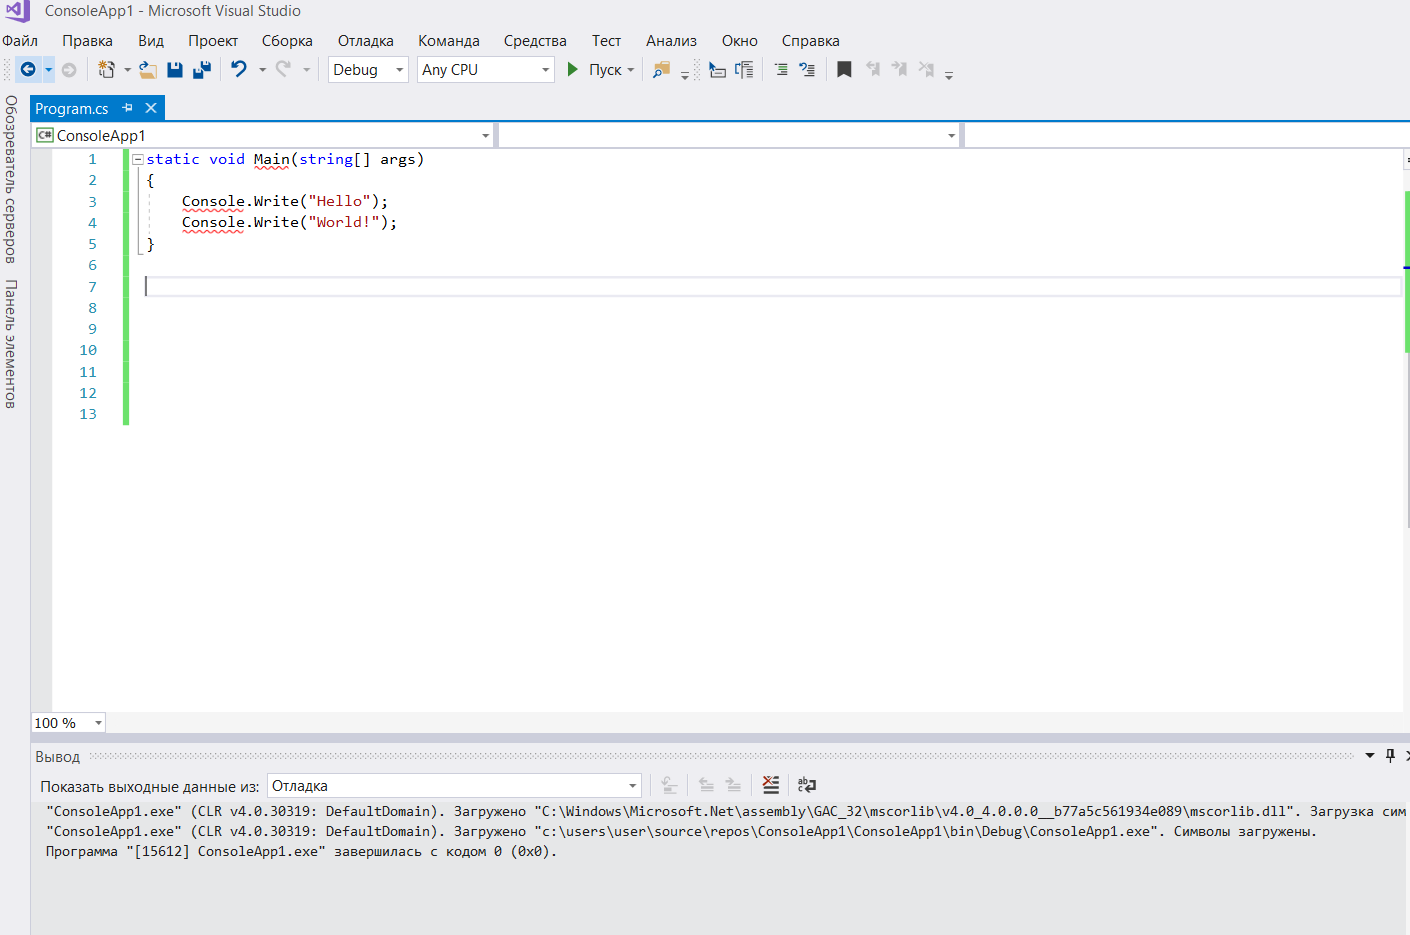 ConsoleApp1 - Microsoft Visual Studio
Файл Правка Вид Проект Сборка Отладка Команда Средства Тест Анализ Окно Справка
Debug Any CPU Пуск
Обозреватель серверов
Панель элементов
Program.cs
C# ConsoleApp1
1 static void Main(string[] args)
2 {
3 Console.Write("Hello");
4 Console.Write("World!");
5 }
6
7
8
9
10
11
12
13
100 %
Вывод
Показать выходные данные из: Отладка
"ConsoleApp1.exe" (CLR v4.0.30319: DefaultDomain). Загружено "C:\Windows\Microsoft.Net\assembly\GAC_32\mscorlib\v4.0_4.0.0.0__b77a5c561934e089\mscorlib.dll". Загрузка сим
"ConsoleApp1.exe" (CLR v4.0.30319: DefaultDomain). Загружено "c:\users\user\source\repos\ConsoleApp1\ConsoleApp1\bin\Debug\ConsoleApp1.exe". Символы загружены.
Программа "[15612] ConsoleApp1.exe" завершилась с кодом 0 (0x0).